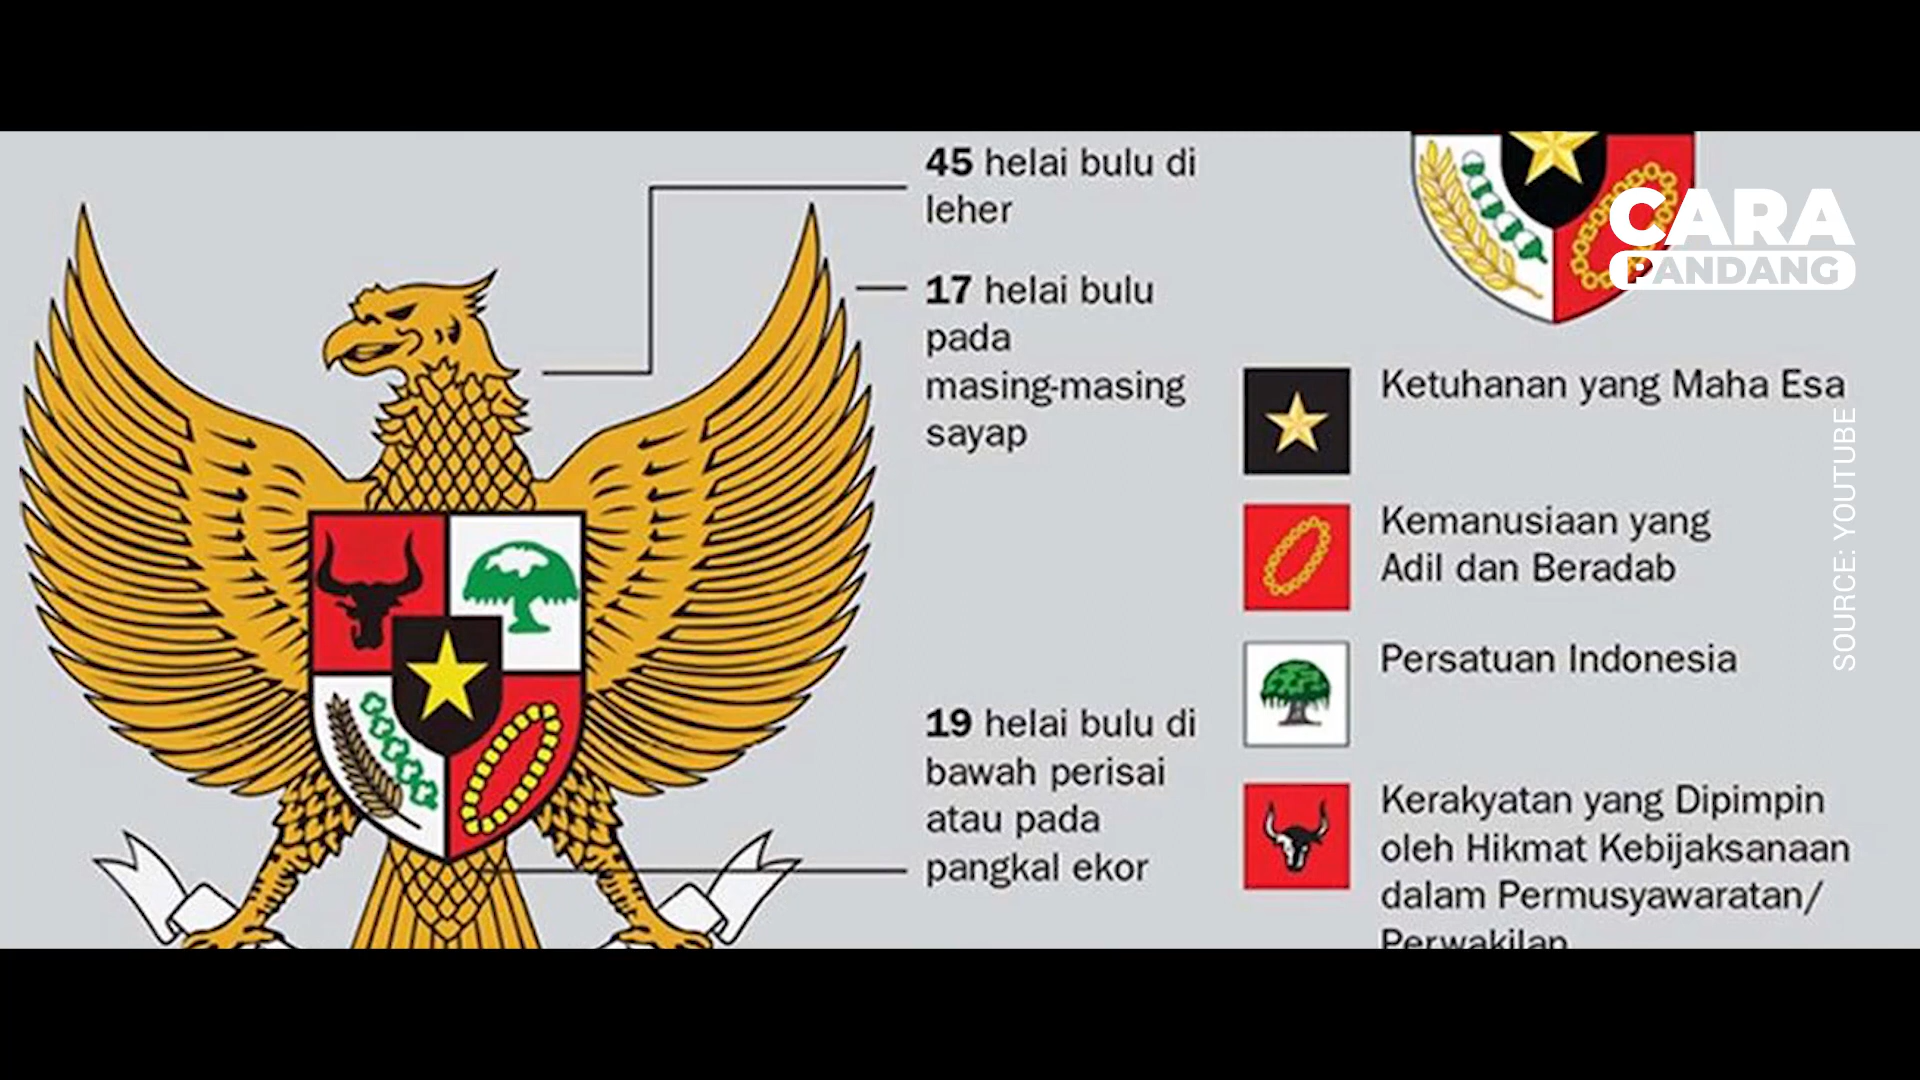 45 helai bulu di
leher
17 helai bulu
pada
masing-masing
sayap
19 helai bulu di
bawah perisai
atau pada
pangkal ekor
CARA
PANDANG
Ketuhanan yang Maha Esa
Kemanusiaan yang
Adil dan Beradab
Persatuan Indonesia
Kerakyatan yang Dipimpin
oleh Hikmat Kebijaksanaan
dalam Permusyawaratan/
Perwakilan
SOURCE: YOUTUBE